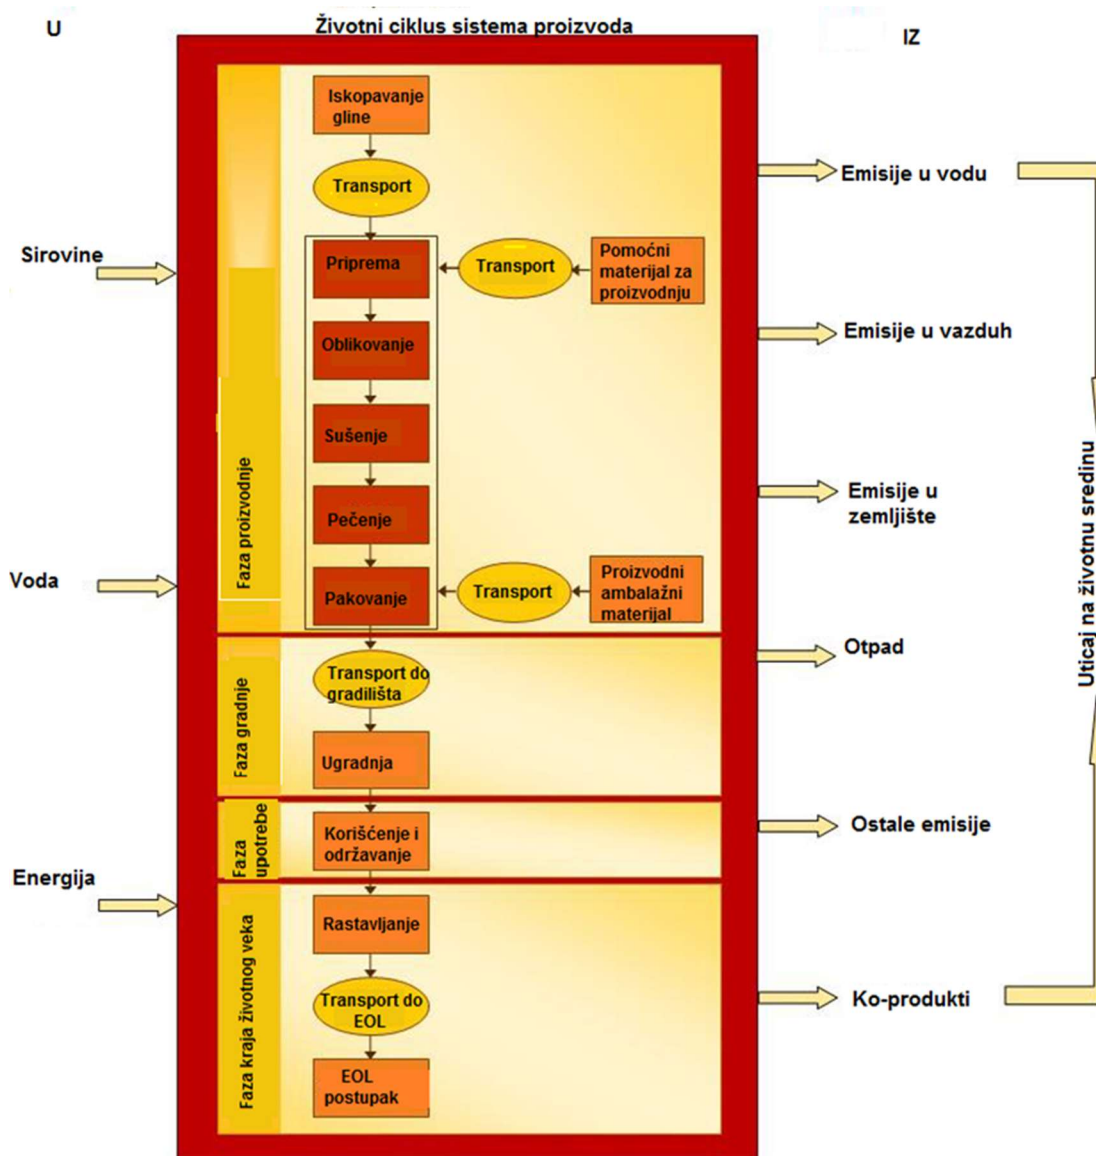 U
Životni ciklus sistema proizvoda
IZ
Iskopavanje
gline
Transport
Emisije u vodu
Sirovine
Priprema
Transport
Pomoćni
materijal za
proizvodnju
Oblikovanje
Emisije u vazduh
Sušenje
Faza proizvodnje
Pečenje
Emisije u
zemljište
Voda
Pakovanje
Transport
Proizvodni
ambalažni
materijal
Uticaj na životnu sredinu
Faza gradnje
Transport do
gradilišta
Otpad
Ugradnja
Faza
upotrebe
Korišćenje i
održavanje
Ostale emisije
Energija
Faza kraja životnog veka
Rastavljanje
Transport do
EOL
Ko-produkti
EOL
postupak